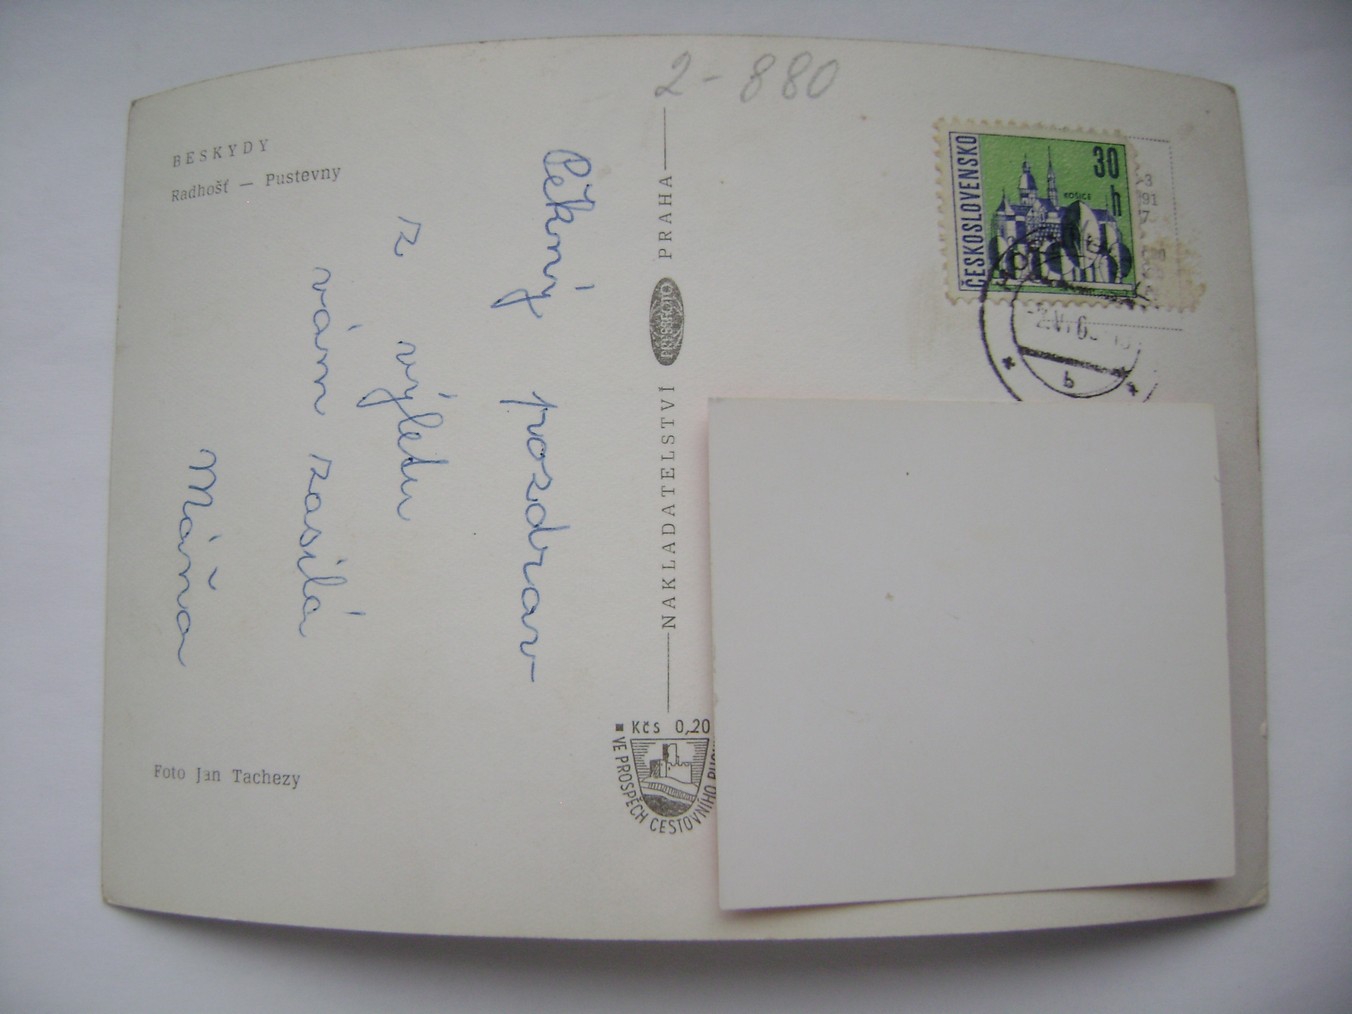 2-880
BESKYDY
Radhošť — Pustevny
Pěkný pozdrav
z výletu
vám zasílá
Máňa
Foto Jan Tachezy
NAKLADATELSTVÍ PRESSFOTO PRAHA
Kčs 0,20
VE PROSPĚCH CESTOVNÍHO
ČESKOSLOVENSKO
30 h
KOŠICE
b